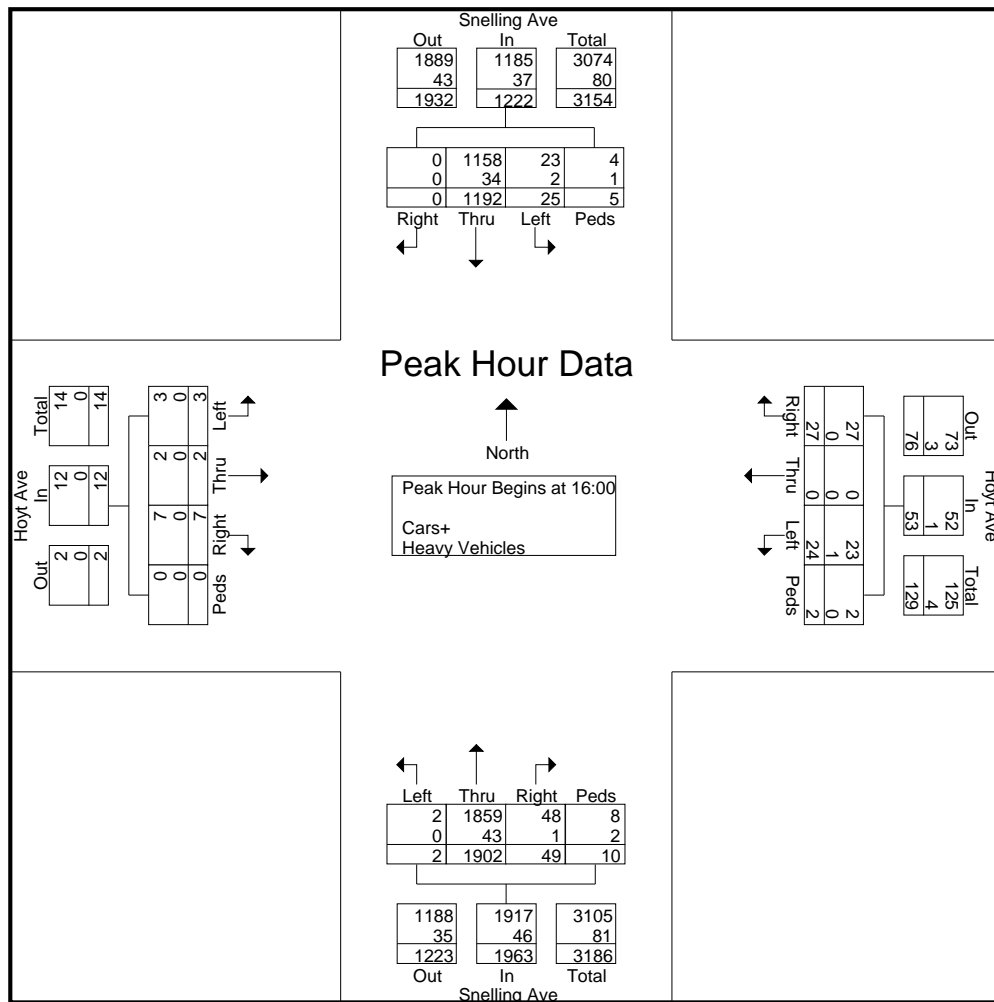 Snelling Ave
Out In Total
1889 1185 3074
43 37 80
1932 1222 3154
0 1158 23 4
0 34 2 1
0 1192 25 5
Right Thru Left Peds
Peak Hour Data
North
Peak Hour Begins at 16:00
Cars+
Heavy Vehicles
Hoyt Ave
Out In Total
2 12 14
0 0 0
2 12 14
0 7 2 3
0 0 0 0
0 7 2 3
Peds Right Thru Left
Hoyt Ave
Out In Total
73 52 125
3 1 4
76 53 129
27 0 23 2
0 0 1 0
27 0 24 2
Right Thru Left Peds
Left Thru Right Peds
2 1859 48 8
0 43 1 2
2 1902 49 10
1188 1917 3105
35 46 81
1223 1963 3186
Out In Total
Snelling Ave